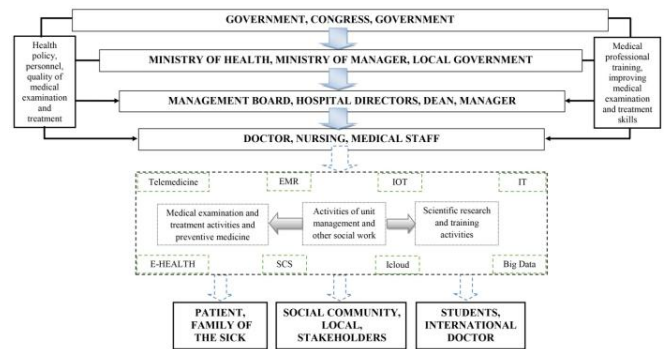 GOVERNMENT, CONGRESS, GOVERNMENT
Health
policy,
personnel,
quality of
medical
examination
and
treatment
MINISTRY OF HEALTH, MINISTRY OF MANAGER, LOCAL GOVERNMENT
MANAGEMENT BOARD, HOSPITAL DIRECTORS, DEAN, MANAGER
DOCTOR, NURSING, MEDICAL STAFF
Medical
professional
training,
improving
medical
examination
and treatment
skills
Telemedicine
EMR
IOT
IT
Medical examination and
treatment activities and
preventive medicine
Activities of unit
management and
other social work
Scientific research
and training
activities
E-HEALTH
SCS
Icloud
Big Data
PATIENT,
FAMILY OF
THE SICK
SOCIAL COMMUNITY,
LOCAL,
STAKEHOLDERS
STUDENTS,
INTERNATIONAL
DOCTOR